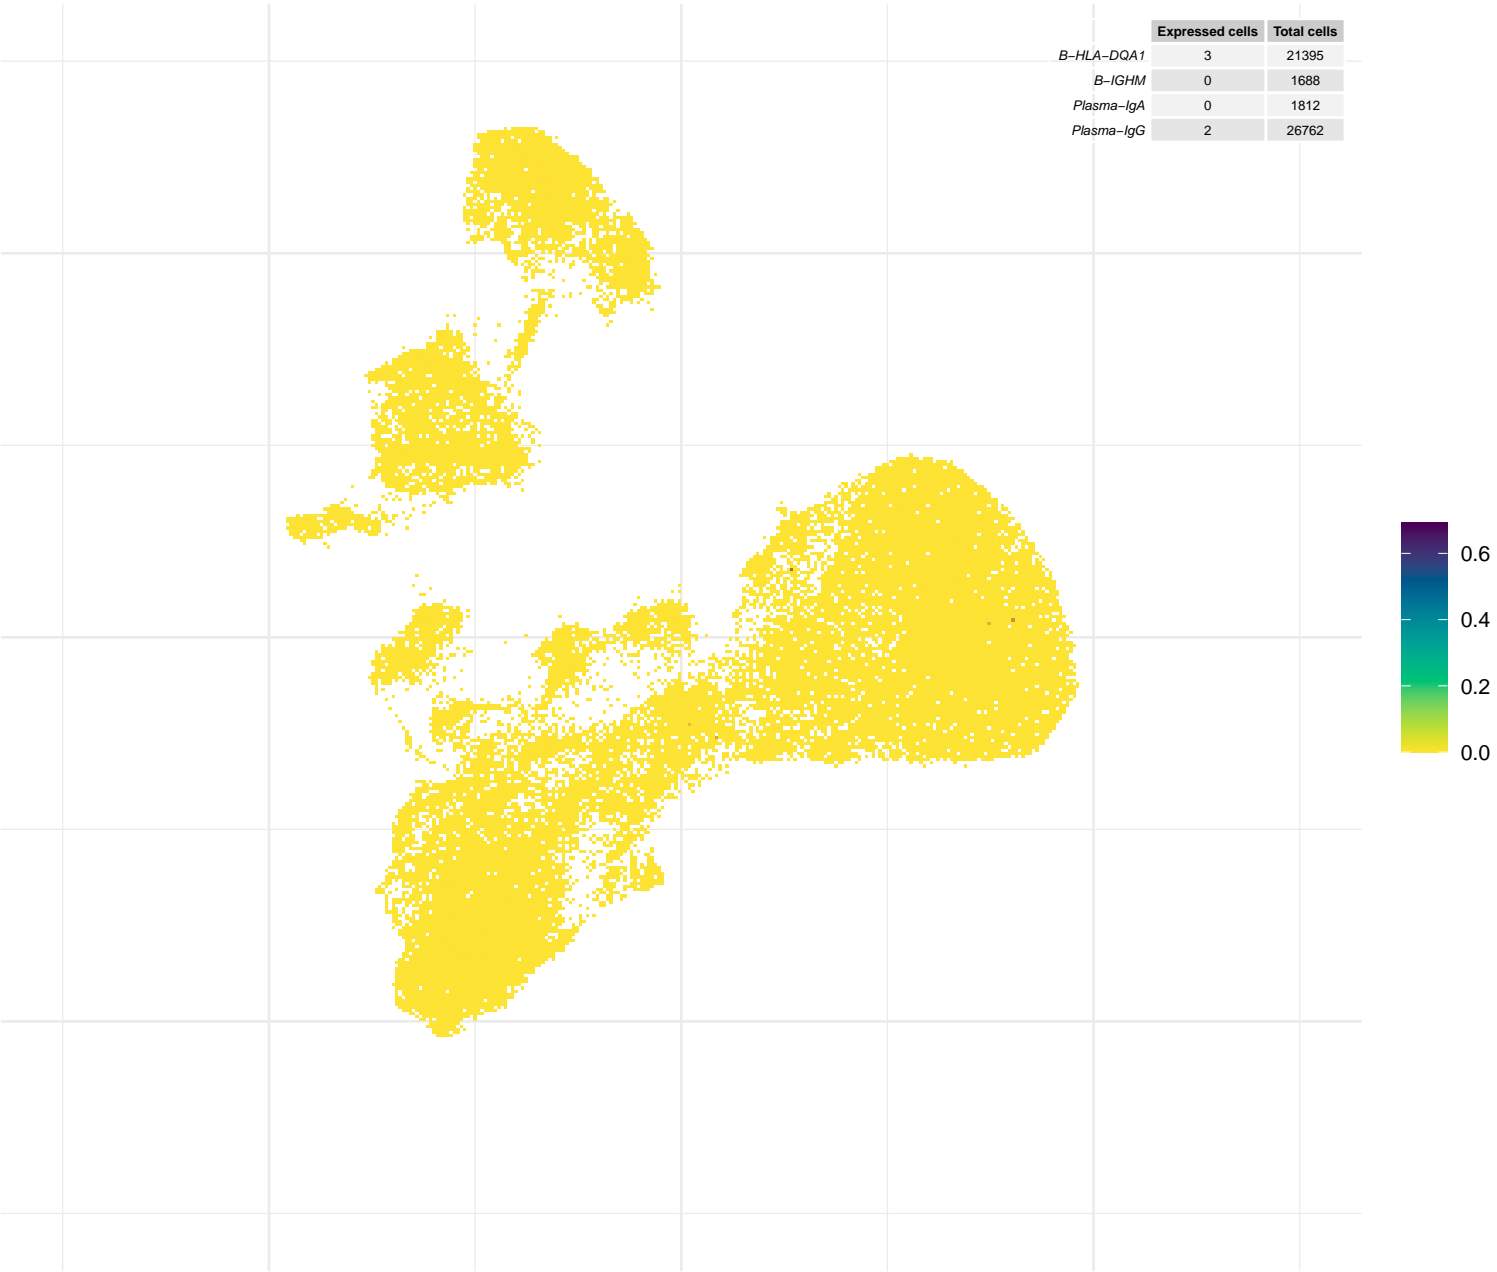 Expressed cells Total cells
B−HLA−DQA1 3 21395
B−IGHM 0 1688
Plasma−IgA 0 1812
Plasma−IgG 2 26762
0.6
0.4
0.2
0.0